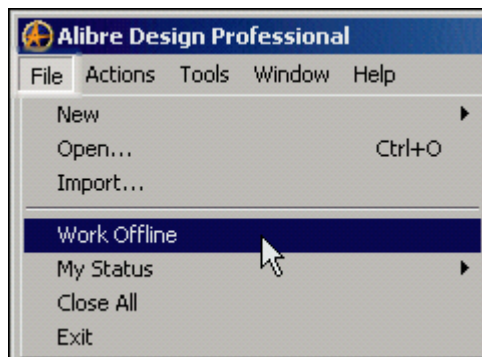 Alibre Design Professional
File Actions Tools Window Help
New
Open... Ctrl+O
Import...
Work Offline
My Status
Close All
Exit